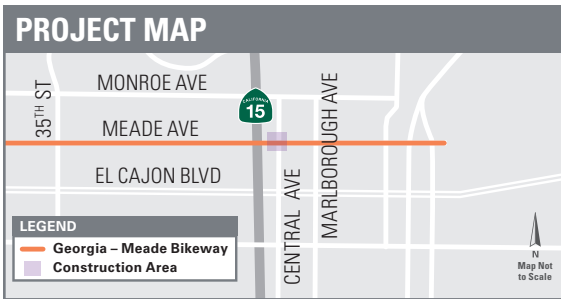 PROJECT MAP
35TH ST
MONROE AVE
CALIFORNIA
15
MEADE AVE
MARLBOROUGH AVE
EL CAJON BLVD
CENTRAL AVE
LEGEND
Georgia – Meade Bikeway
Construction Area
N
Map Not
to Scale